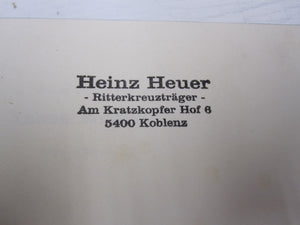 Heinz Heuer
- Ritterkreuzträger -
Am Kratzkopfer Hof 6
5400 Koblenz